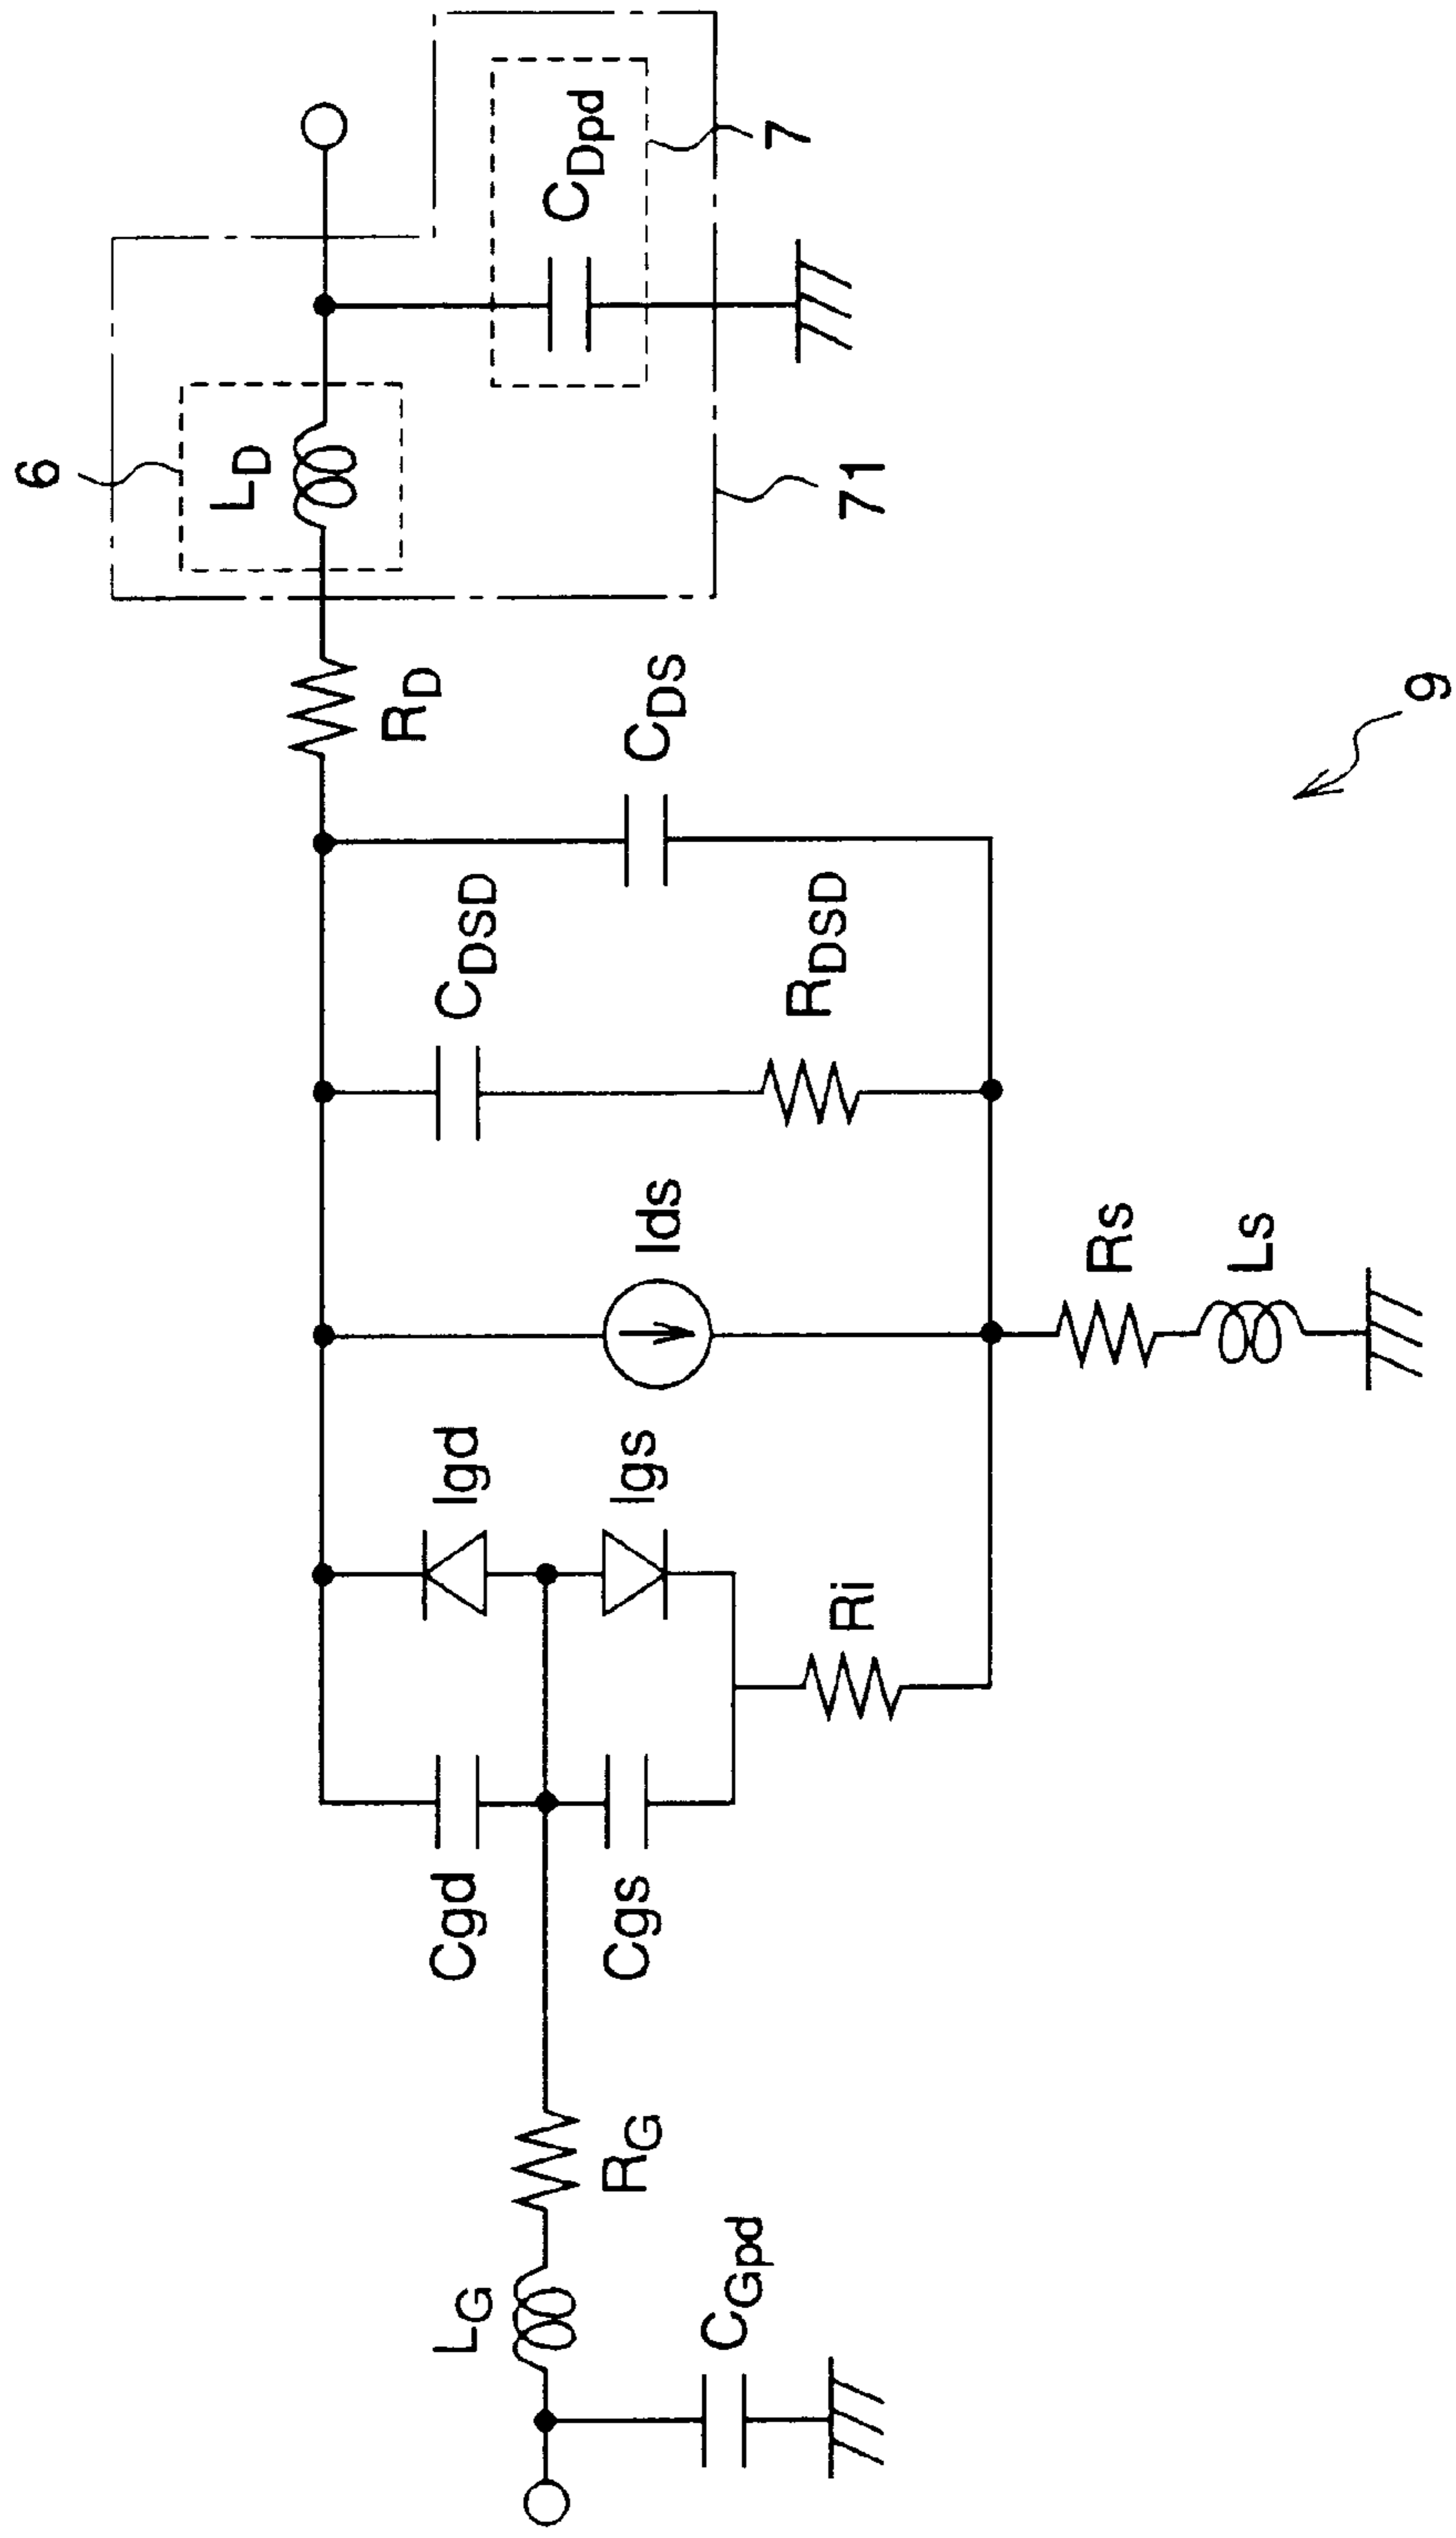 6
L_D
C_Dpd
7
71
R_D
C_DS
C_DSD
R_DSD
Ids
Igd
Igs
Ri
Rs
Ls
Cgd
Cgs
R_G
L_G
C_Gpd
9